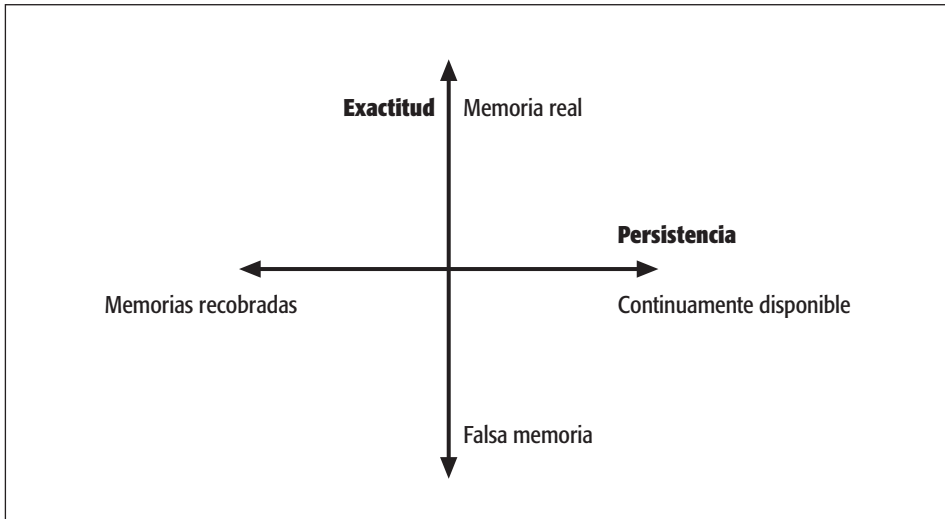 Exactitud Memoria real
Persistencia
Memorias recobradas Continuamente disponible
Falsa memoria